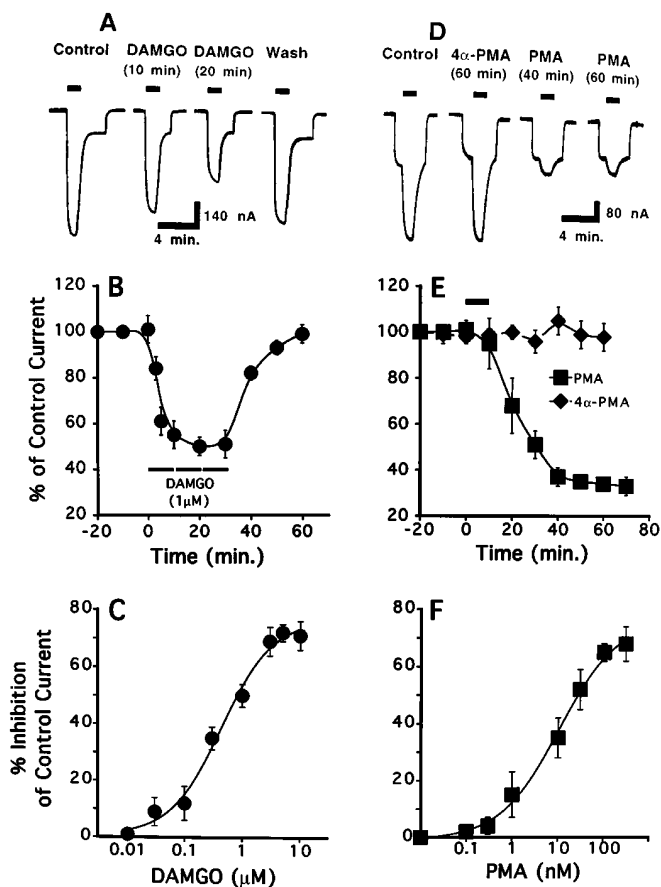 A
Control DAMGO DAMGO Wash
(10 min) (20 min)
140 nA
4 min.
D
Control 4α-PMA PMA PMA
(60 min) (40 min) (60 min)
80 nA
4 min.
B
% of Control Current
120
100
80
60
40
20
DAMGO
(1μM)
-20 0 20 40 60
Time (min.)
E
120
100
80
60
40
20
PMA
4α-PMA
-20 0 20 40 60 80
Time (min.)
C
% Inhibition
of Control Current
80
60
40
20
0
0.01 0.1 1 10
DAMGO (μM)
F
80
60
40
20
0
0.1 1 10 100
PMA (nM)